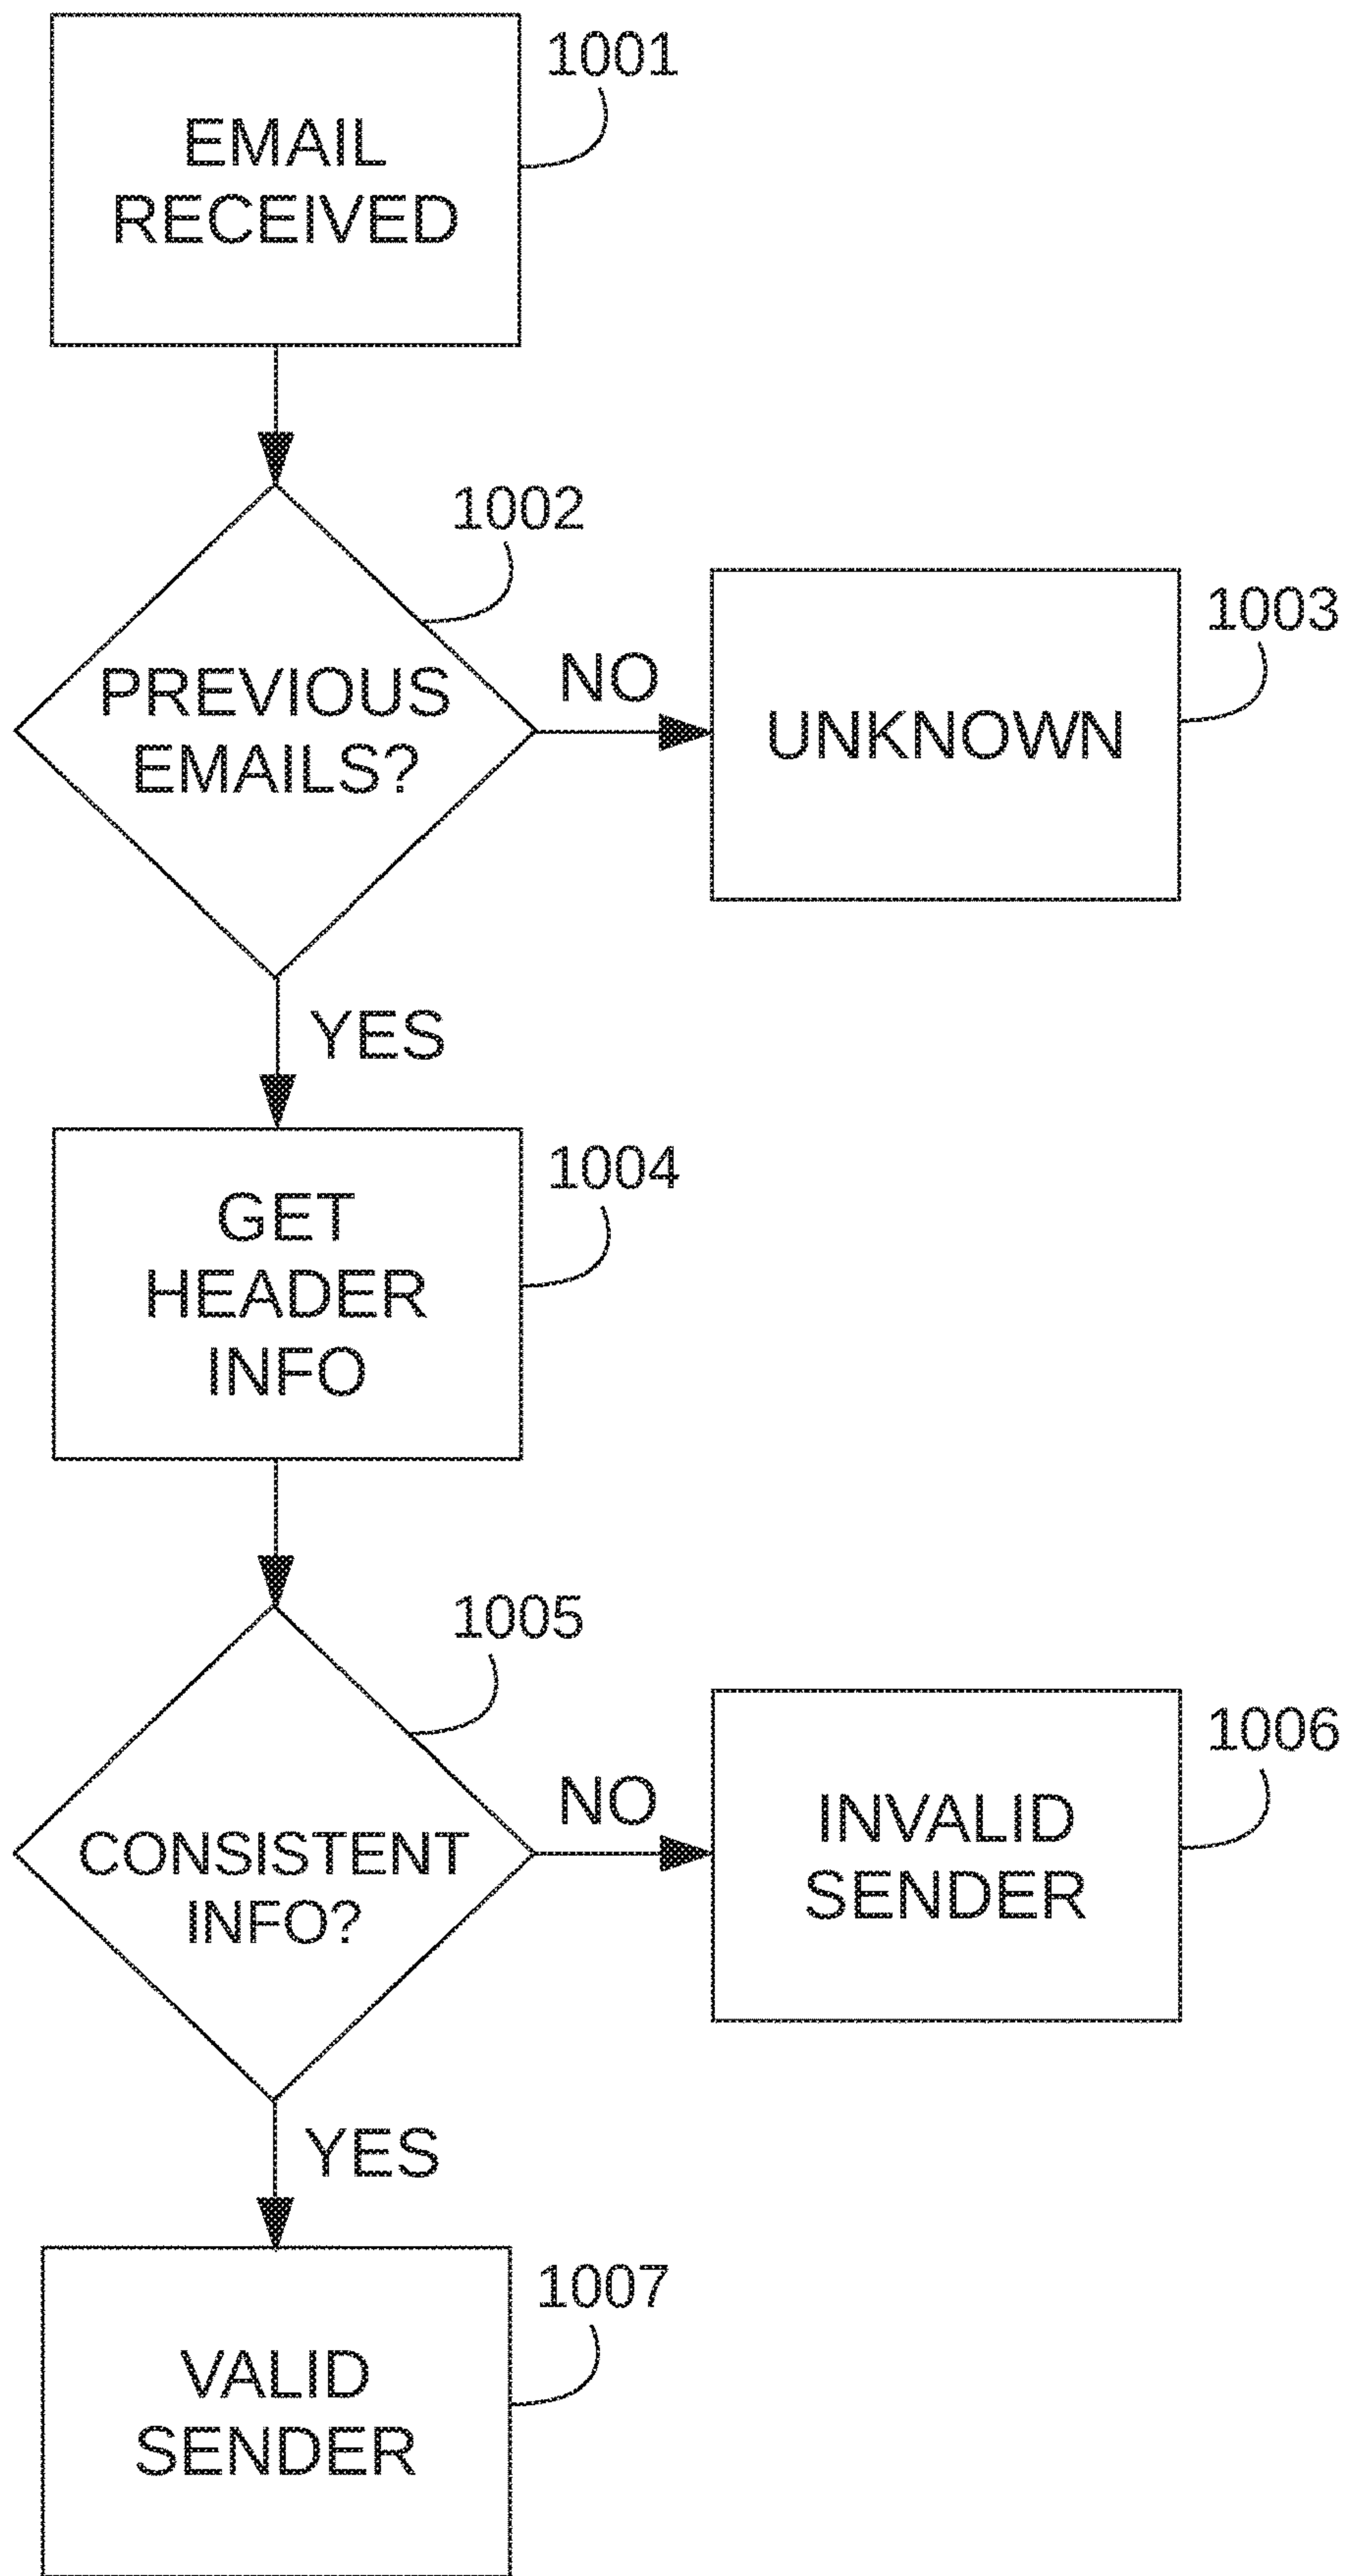 1001
EMAIL
RECEIVED
1002
PREVIOUS
EMAILS?
NO
1003
UNKNOWN
YES
1004
GET
HEADER
INFO
1005
CONSISTENT
INFO?
NO
1006
INVALID
SENDER
YES
1007
VALID
SENDER